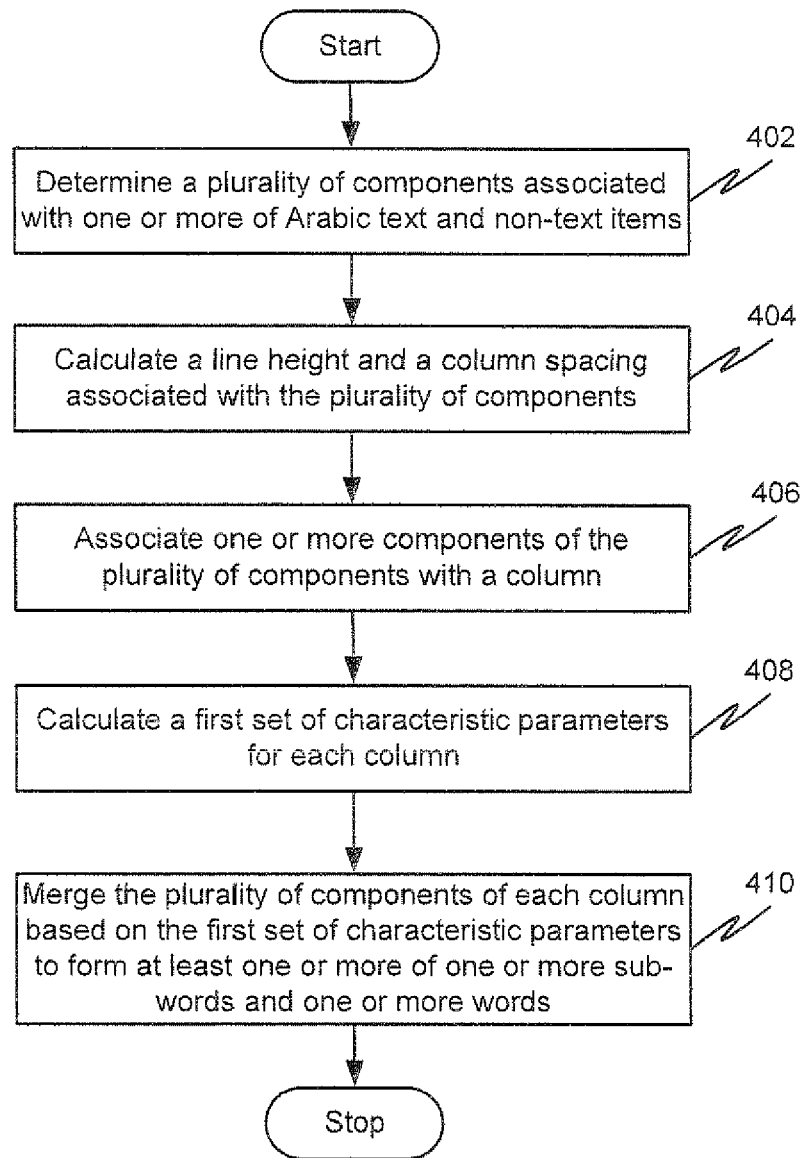 Start
402
Determine a plurality of components associated
with one or more of Arabic text and non-text items
404
Calculate a line height and a column spacing
associated with the plurality of components
406
Associate one or more components of the
plurality of components with a column
408
Calculate a first set of characteristic parameters
for each column
410
Merge the plurality of components of each column
based on the first set of characteristic parameters
to form at least one or more of one or more sub-
words and one or more words
Stop